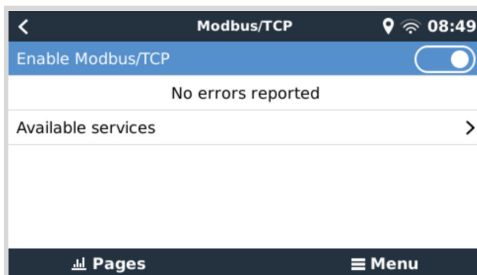 Modbus/TCP 08:49
Enable Modbus/TCP
No errors reported
Available services
Pages Menu